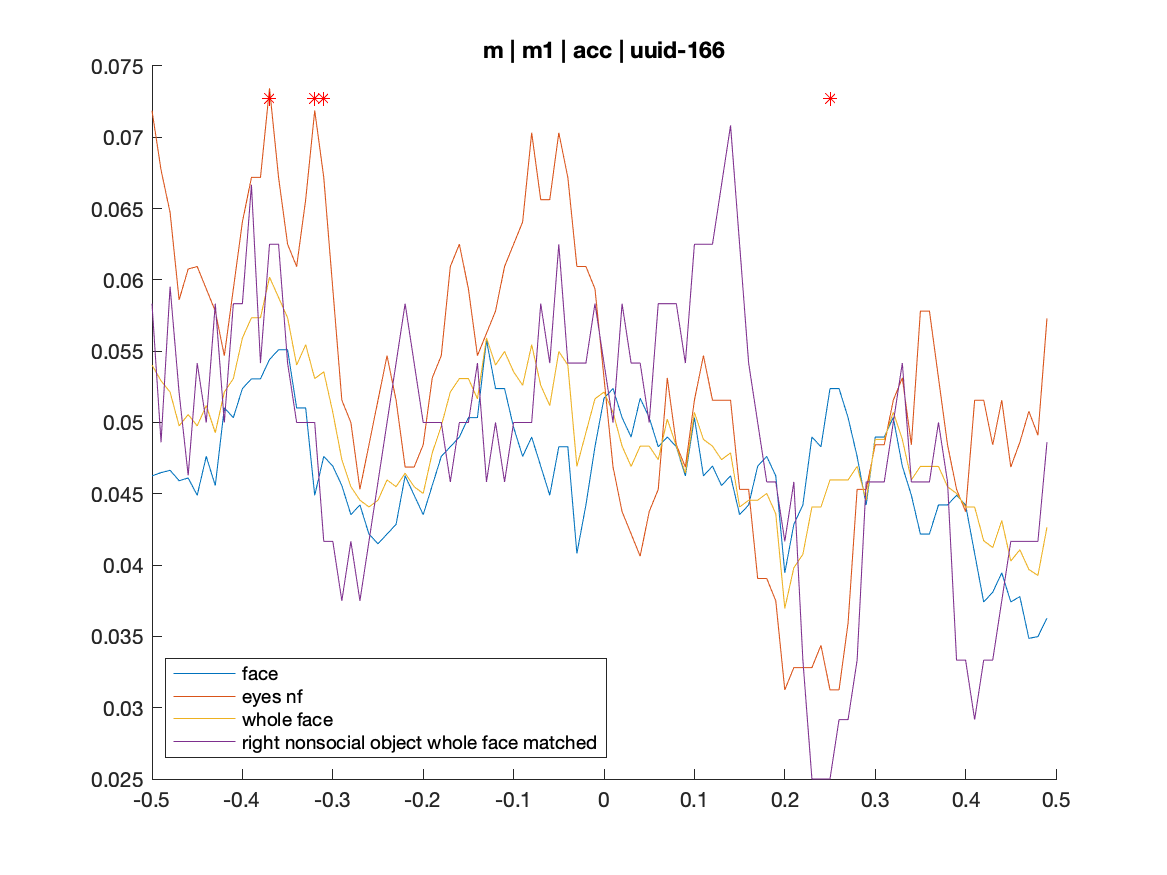 m | m1 | acc | uuid-166
0.075
0.07
0.065
0.06
0.055
0.05
0.045
0.04
0.035
0.03
0.025
face
eyes nf
whole face
right nonsocial object whole face matched
-0.5 -0.4 -0.3 -0.2 -0.1 0 0.1 0.2 0.3 0.4 0.5